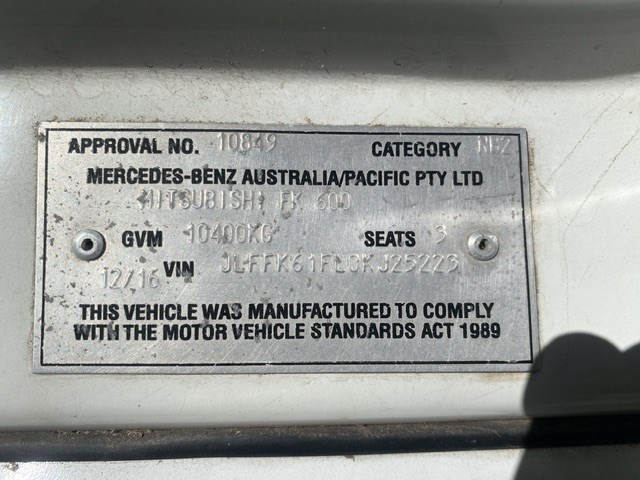 APPROVAL NO. 10849 CATEGORY NB2
MERCEDES-BENZ AUSTRALIA/PACIFIC PTY LTD
MITSUBISHI FK 600
GVM 10400KG SEATS 3
12/16 VIN
THIS VEHICLE WAS MANUFACTURED TO COMPLY
WITH THE MOTOR VEHICLE STANDARDS ACT 1989